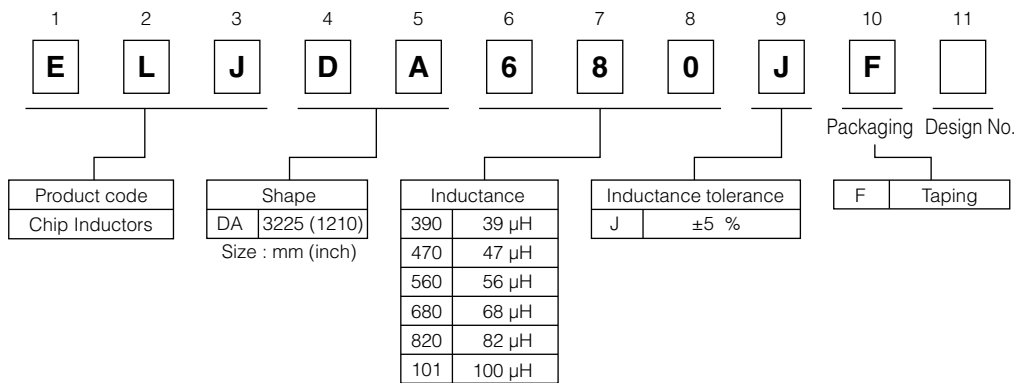 1 2 3 4 5 6 7 8 9 10 11
E L J D A 6 8 0 J F
Packaging Design No.
Product code
Chip Inductors
Shape
DA 3225 (1210)
Size : mm (inch)
Inductance
390 39 µH
470 47 µH
560 56 µH
680 68 µH
820 82 µH
101 100 µH
Inductance tolerance
J ±5 %
F Taping